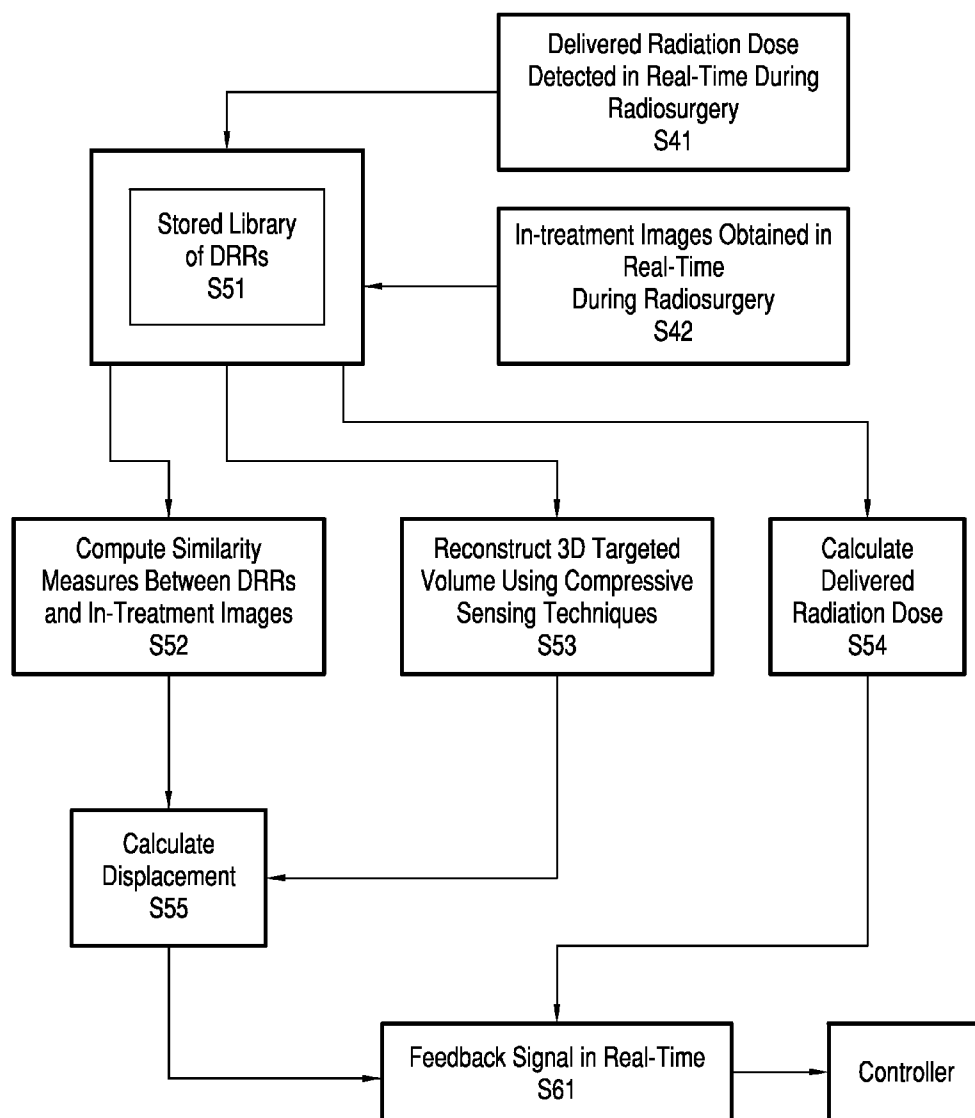 Delivered Radiation Dose
Detected in Real-Time During
Radiosurgery
S41
Stored Library
of DRRs
S51
In-treatment Images Obtained in
Real-Time
During Radiosurgery
S42
Compute Similarity
Measures Between DRRs
and In-Treatment Images
S52
Reconstruct 3D Targeted
Volume Using Compressive
Sensing Techniques
S53
Calculate
Delivered
Radiation Dose
S54
Calculate
Displacement
S55
Feedback Signal in Real-Time
S61
Controller